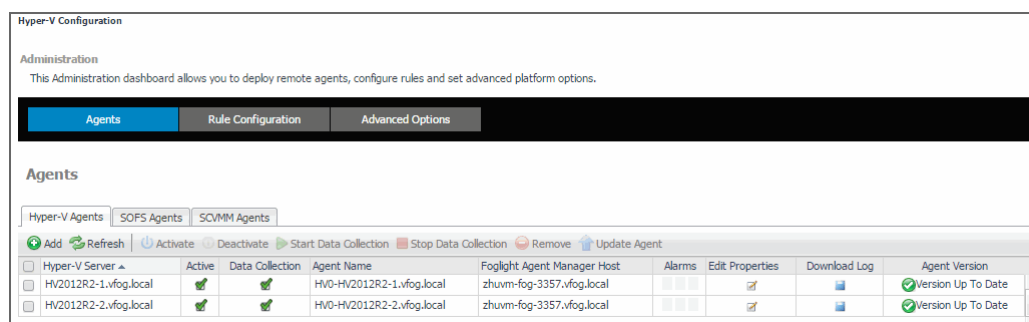 Hyper-V Configuration
Administration
This Administration dashboard allows you to deploy remote agents, configure rules and set advanced platform options.
Agents Rule Configuration Advanced Options
Agents
Hyper-V Agents SOFS Agents SCVMM Agents
Add Refresh Activate Deactivate Start Data Collection Stop Data Collection Remove Update Agent
Hyper-V Server Active Data Collection Agent Name Foglight Agent Manager Host Alarms Edit Properties Download Log Agent Version
HV2012R2-1.vfog.local HV0-HV2012R2-1.vfog.local zhuvm-fog-3357.vfog.local Version Up To Date
HV2012R2-2.vfog.local HV0-HV2012R2-2.vfog.local zhuvm-fog-3357.vfog.local Version Up To Date